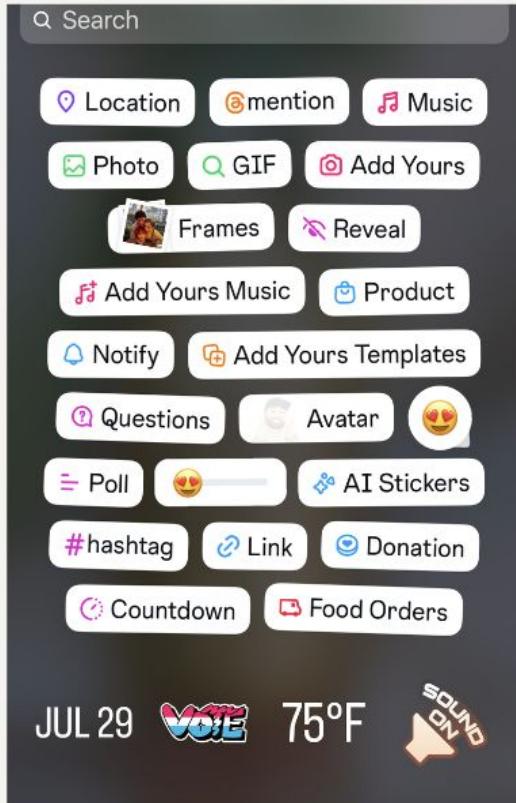 Search
Location @mention Music
Photo GIF Add Yours
Frames Reveal
Add Yours Music Product
Notify Add Yours Templates
Questions Avatar
Poll AI Stickers
#hashtag Link Donation
Countdown Food Orders
JUL 29 VOTE 75°F SOUND ON